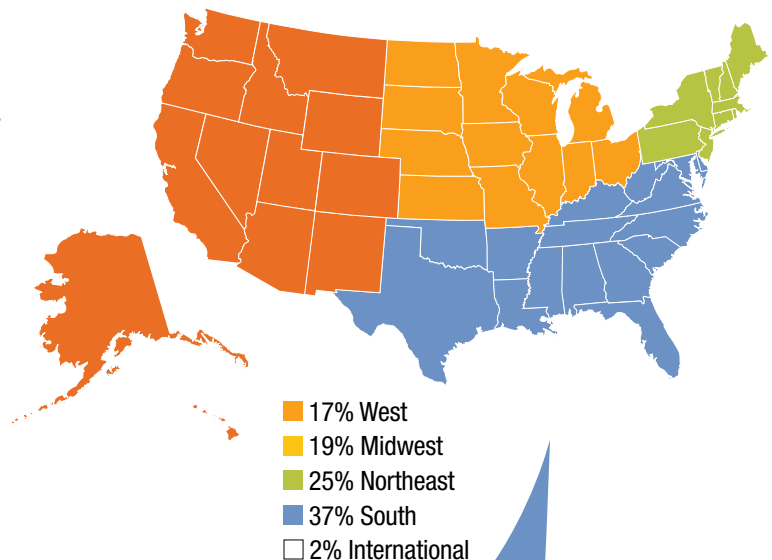 17% West
19% Midwest
25% Northeast
37% South
2% International